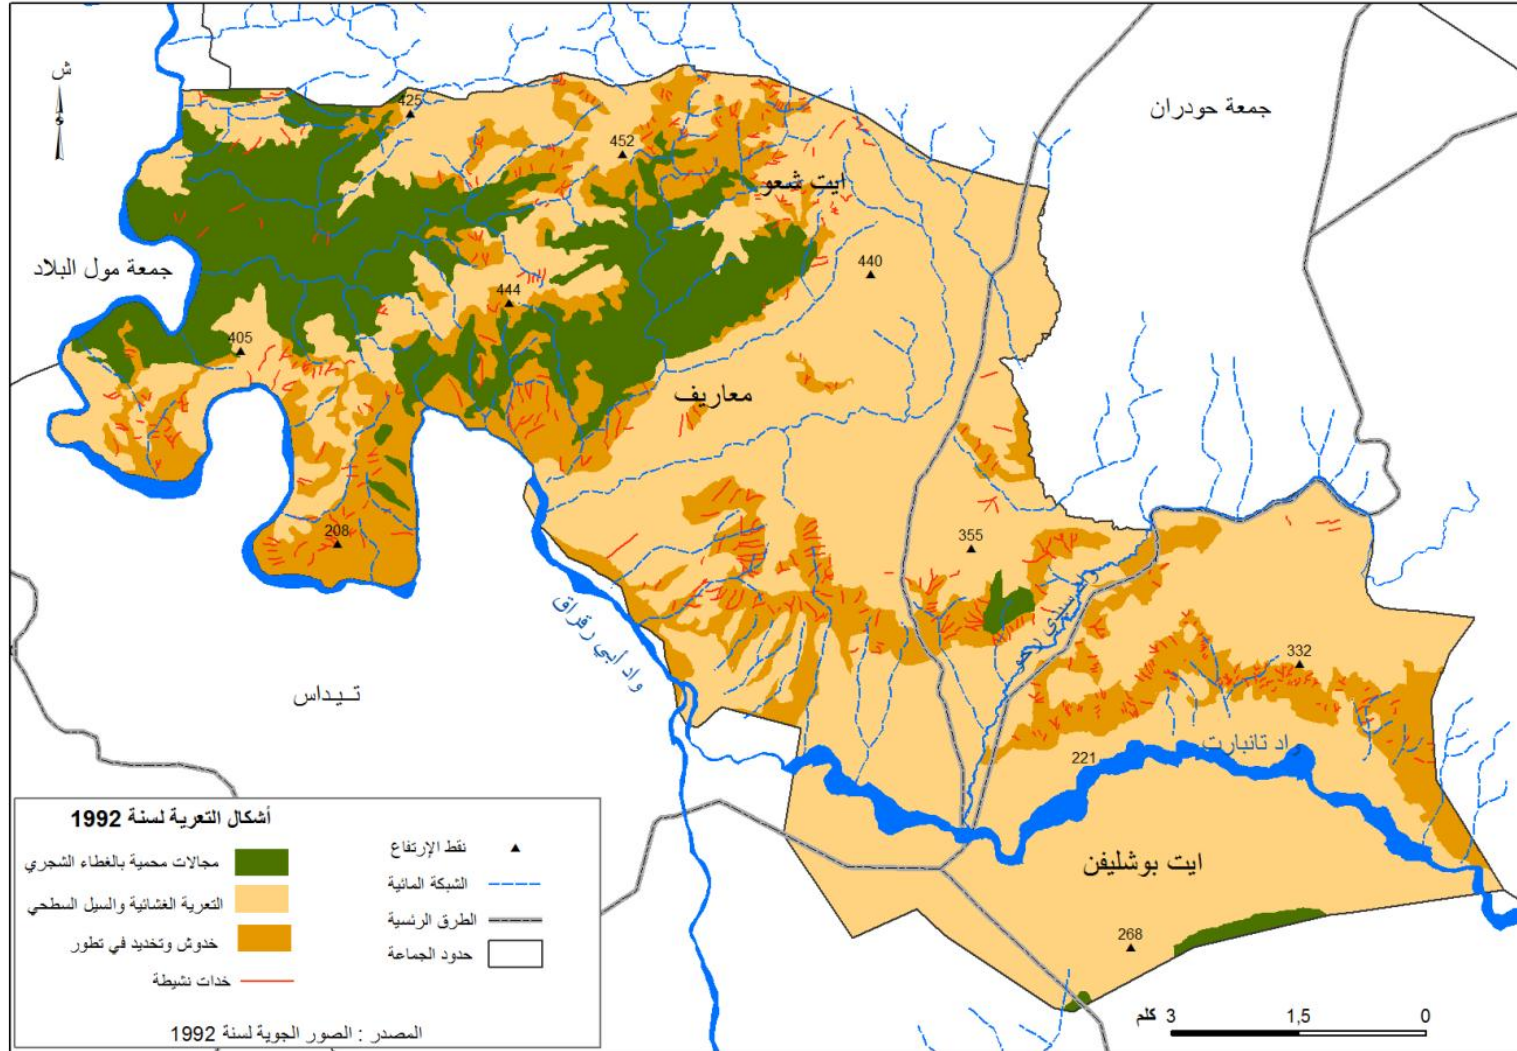 ش
جمعة حودران
425
452
ايت شعو
جمعة مول البلاد
440
444
405
معاريف
208
355
واد أبي رقراق
332
تــيـداس
واد تانبارت
221
ايت بوشليفن
268
أشكال التعرية لسنة 1992
مجالات محمية بالغطاء الشجري
التعرية الغشائية والسيل السطحي
خدوش وتخديد في تطور
خدات نشيطة
نقط الإرتفاع
الشبكة المائية
الطرق الرئسية
حدود الجماعة
المصدر : الصور الجوية لسنة 1992
0 1,5 3 كلم